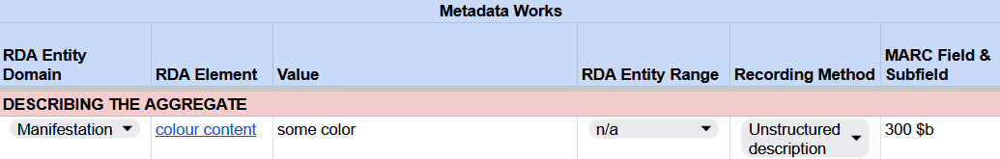 Metadata Works
RDA Entity Domain RDA Element Value RDA Entity Range Recording Method MARC Field & Subfield
DESCRIBING THE AGGREGATE
Manifestation colour content some color n/a Unstructured description 300 $b